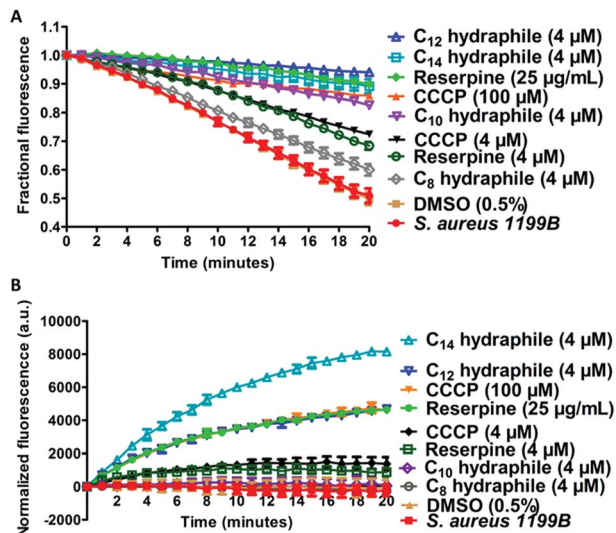 A
1.1
1.0
0.9
0.8
0.7
0.6
0.5
0.4
Fractional fluorescence
0 2 4 6 8 10 12 14 16 18 20
Time (minutes)
C12 hydraphile (4 µM)
C14 hydraphile (4 µM)
Reserpine (25 µg/mL)
CCCP (100 µM)
C10 hydraphile (4 µM)
CCCP (4 µM)
Reserpine (4 µM)
C8 hydraphile (4 µM)
DMSO (0.5%)
S. aureus 1199B
B
10000
8000
6000
4000
2000
0
-2000
Normalized fluorescencce (a.u.)
2 4 6 8 10 12 14 16 18 20
Time (minutes)
C14 hydraphile (4 µM)
C12 hydraphile (4 µM)
CCCP (100 µM)
Reserpine (25 µg/mL)
CCCP (4 µM)
Reserpine (4 µM)
C10 hydraphile (4 µM)
C8 hydraphile (4 µM)
DMSO (0.5%)
S. aureus 1199B